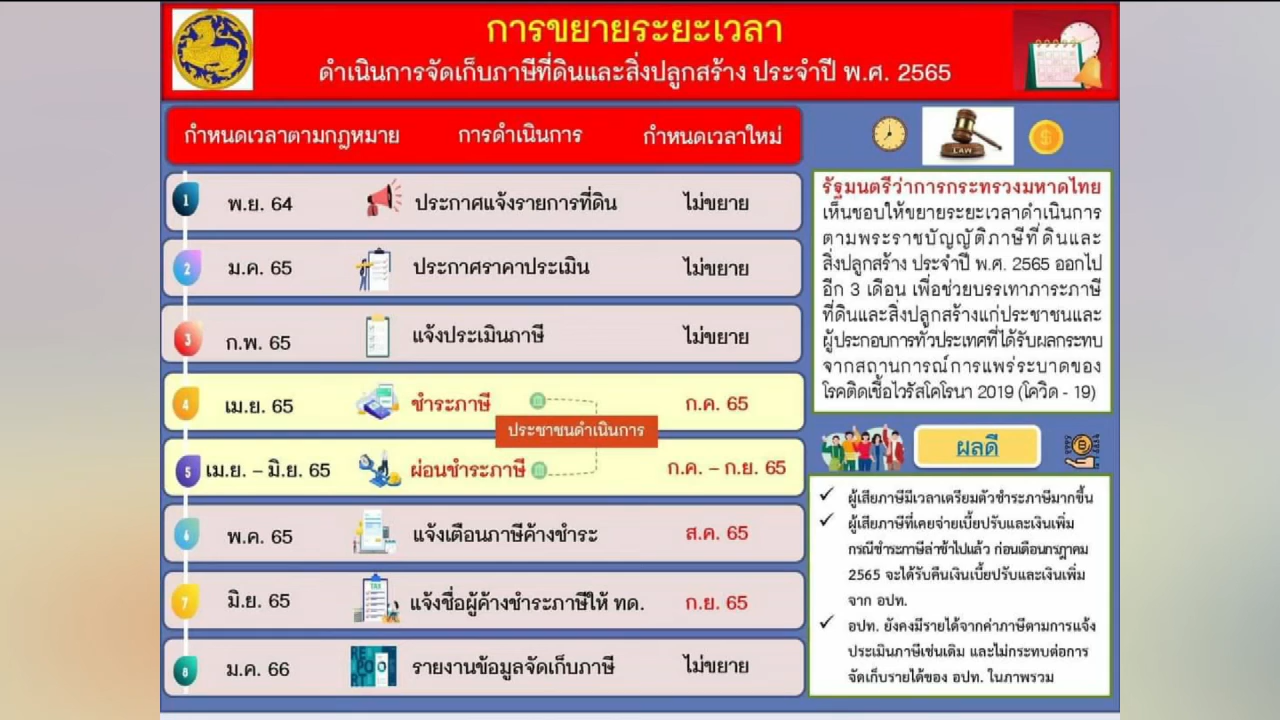 การขยายระยะเวลา
ดำเนินการจัดเก็บภาษีที่ดินและสิ่งปลูกสร้าง ประจำปี พ.ศ. 2565
กำหนดเวลาตามกฎหมาย การดำเนินการ กำหนดเวลาใหม่
1 พ.ย. 64 ประกาศแจ้งรายการที่ดิน ไม่ขยาย
2 ม.ค. 65 ประกาศราคาประเมิน ไม่ขยาย
3 ก.พ. 65 แจ้งประเมินภาษี ไม่ขยาย
4 เม.ย. 65 ชำระภาษี ก.ค. 65
ประชาชนดำเนินการ
5 เม.ย. – มิ.ย. 65 ผ่อนชำระภาษี ก.ค. – ก.ย. 65
6 พ.ค. 65 แจ้งเตือนภาษีค้างชำระ ส.ค. 65
7 มิ.ย. 65 TAX แจ้งชื่อผู้ค้างชำระภาษีให้ ทด. ก.ย. 65
8 ม.ค. 66 REPORT รายงานข้อมูลจัดเก็บภาษี ไม่ขยาย
LAW
รัฐมนตรีว่าการกระทรวงมหาดไทย
เห็นชอบให้ขยายระยะเวลาดำเนินการ
ตามพระราชบัญญัติภาษีที่ดินและ
สิ่งปลูกสร้าง ประจำปี พ.ศ. 2565 ออกไป
อีก 3 เดือน เพื่อช่วยบรรเทาภาระภาษี
ที่ดินและสิ่งปลูกสร้างแก่ประชาชนและ
ผู้ประกอบการทั่วประเทศที่ได้รับผลกระทบ
จากสถานการณ์การแพร่ระบาดของ
โรคติดเชื้อไวรัสโคโรนา 2019 (โควิด - 19)
ผลดี
✓ ผู้เสียภาษีมีเวลาเตรียมตัวชำระภาษีมากขึ้น
✓ ผู้เสียภาษีที่เคยจ่ายเบี้ยปรับและเงินเพิ่ม
กรณีชำระภาษีล่าช้าไปแล้ว ก่อนเดือนกรกฎาคม
2565 จะได้รับคืนเงินเบี้ยปรับและเงินเพิ่ม
จาก อปท.
✓ อปท. ยังคงมีรายได้จากค่าภาษีตามการแจ้ง
ประเมินภาษีเช่นเดิม และไม่กระทบต่อการ
จัดเก็บรายได้ของ อปท. ในภาพรวม